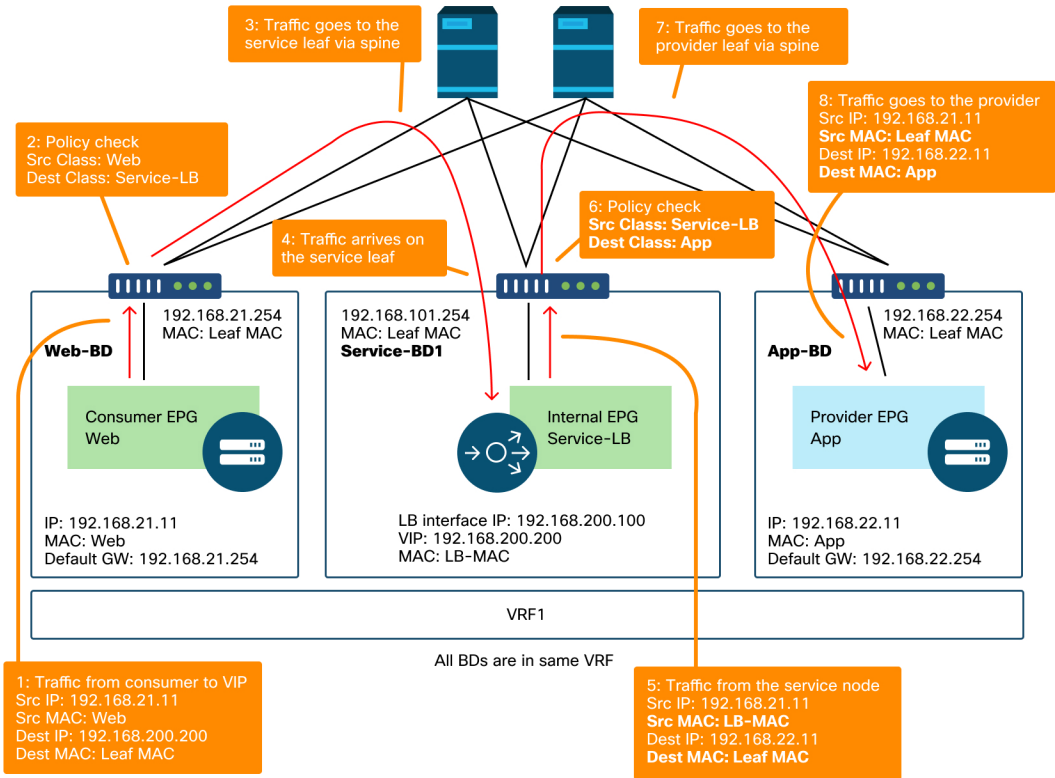 3: Traffic goes to the
service leaf via spine
7: Traffic goes to the
provider leaf via spine
8: Traffic goes to the provider
Src IP: 192.168.21.11
Src MAC: Leaf MAC
Dest IP: 192.168.22.11
Dest MAC: App
2: Policy check
Src Class: Web
Dest Class: Service-LB
4: Traffic arrives on
the service leaf
6: Policy check
Src Class: Service-LB
Dest Class: App
192.168.21.254
MAC: Leaf MAC
Web-BD
192.168.101.254
MAC: Leaf MAC
Service-BD1
192.168.22.254
MAC: Leaf MAC
App-BD
Consumer EPG
Web
Internal EPG
Service-LB
Provider EPG
App
IP: 192.168.21.11
MAC: Web
Default GW: 192.168.21.254
LB interface IP: 192.168.200.100
VIP: 192.168.200.200
MAC: LB-MAC
IP: 192.168.22.11
MAC: App
Default GW: 192.168.22.254
VRF1
All BDs are in same VRF
1: Traffic from consumer to VIP
Src IP: 192.168.21.11
Src MAC: Web
Dest IP: 192.168.200.200
Dest MAC: Leaf MAC
5: Traffic from the service node
Src IP: 192.168.21.11
Src MAC: LB-MAC
Dest IP: 192.168.22.11
Dest MAC: Leaf MAC